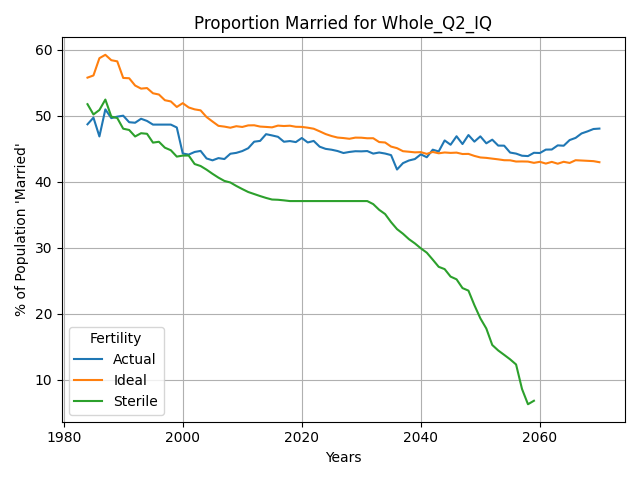 Proportion Married for Whole_Q2_IQ
% of Population 'Married'
60
50
40
30
20
10
Fertility
Actual
Ideal
Sterile
1980
2000
2020
2040
2060
Years